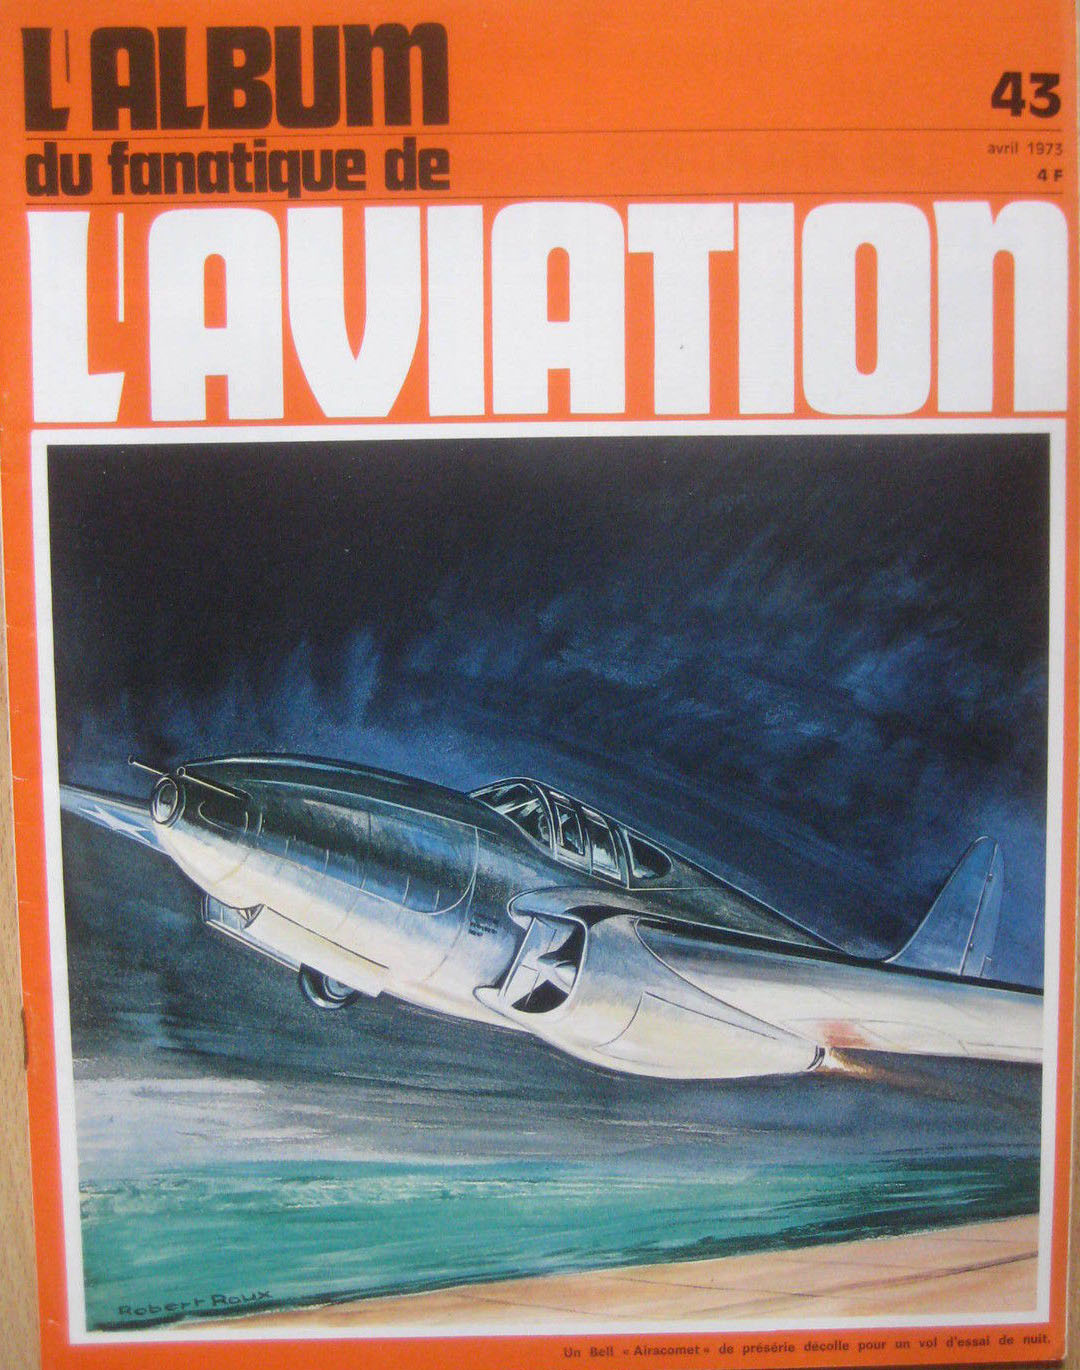 L'ALBUM
43
du fanatique de
avril 1973
4 F
L'AVIATION
Robert Roux
Un Bell « Airacomet » de présérie décolle pour un vol d'essai de nuit.